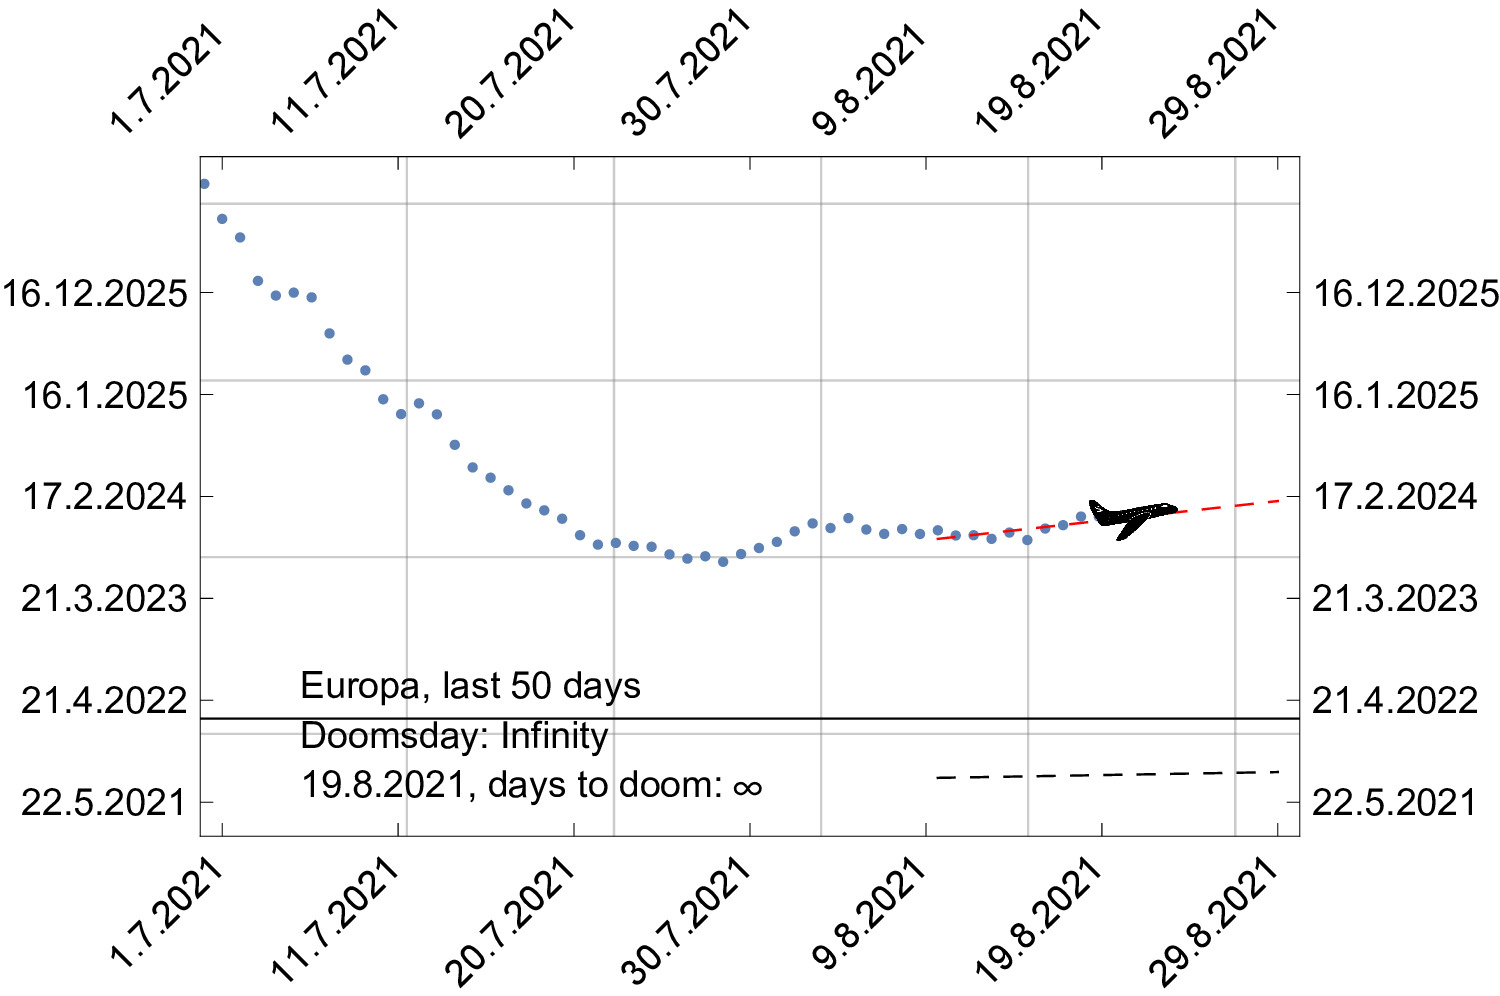 1.7.2021 11.7.2021 20.7.2021 30.7.2021 9.8.2021 19.8.2021 29.8.2021
16.12.2025 16.12.2025
16.1.2025 16.1.2025
17.2.2024 17.2.2024
21.3.2023 21.3.2023
Europa, last 50 days
21.4.2022 21.4.2022
Doomsday: Infinity
19.8.2021, days to doom: ∞
22.5.2021 22.5.2021
1.7.2021 11.7.2021 20.7.2021 30.7.2021 9.8.2021 19.8.2021 29.8.2021